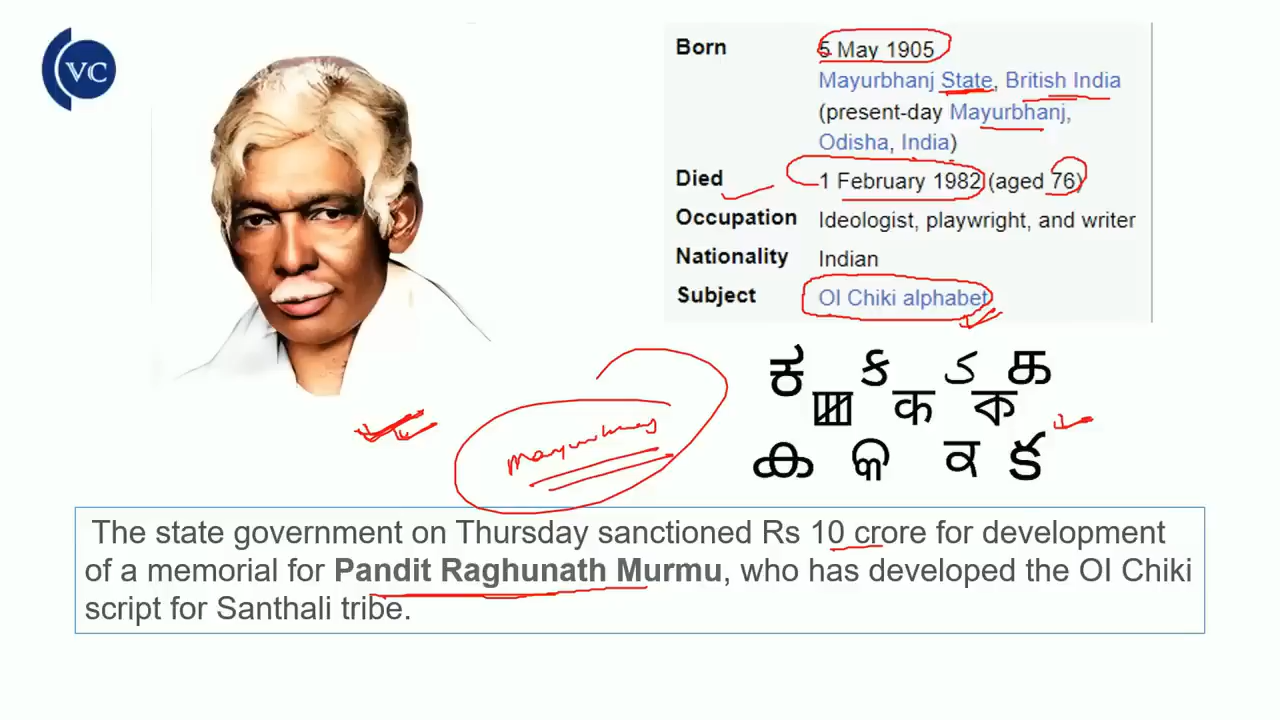 VC
Born 5 May 1905
Mayurbhanj State, British India
(present-day Mayurbhanj,
Odisha, India)
Died 1 February 1982 (aged 76)
Occupation Ideologist, playwright, and writer
Nationality Indian
Subject Ol Chiki alphabet
ಕ క ک க
क ক
ക କ ਕ
The state government on Thursday sanctioned Rs 10 crore for development
of a memorial for Pandit Raghunath Murmu, who has developed the Ol Chiki
script for Santhali tribe.